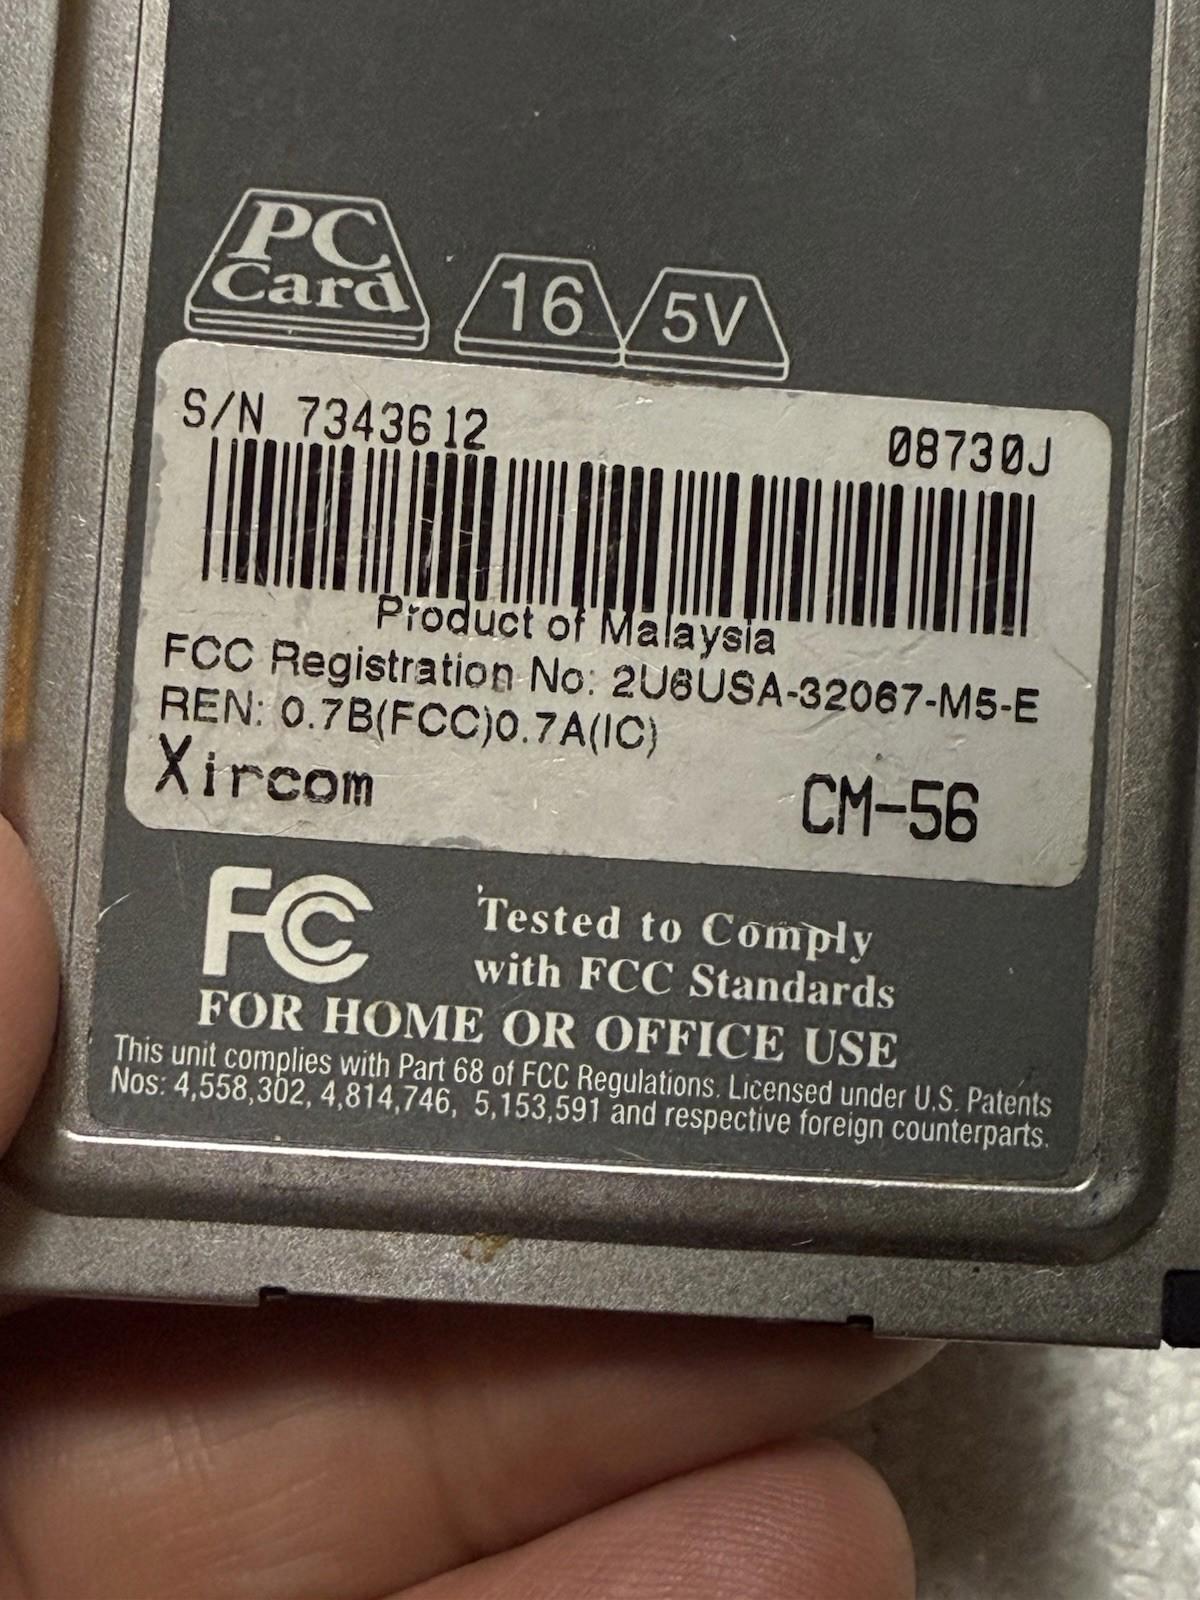 PC
Card
16 5V
S/N 7343612 08730J
Product of Malaysia
FCC Registration No: 2U6USA-32067-M5-E
REN: 0.7B(FCC)0.7A(IC)
Xircom CM-56
FC Tested to Comply
with FCC Standards
FOR HOME OR OFFICE USE
This unit complies with Part 68 of FCC Regulations. Licensed under U.S. Patents
Nos: 4,558,302, 4,814,746, 5,153,591 and respective foreign counterparts.